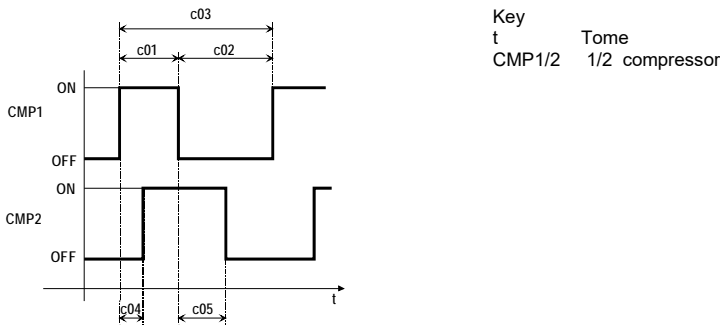 c03
c01
c02
ON
CMP1
OFF
ON
CMP2
OFF
t
c04
c05
Key
t Tome
CMP1/2 1/2 compressor